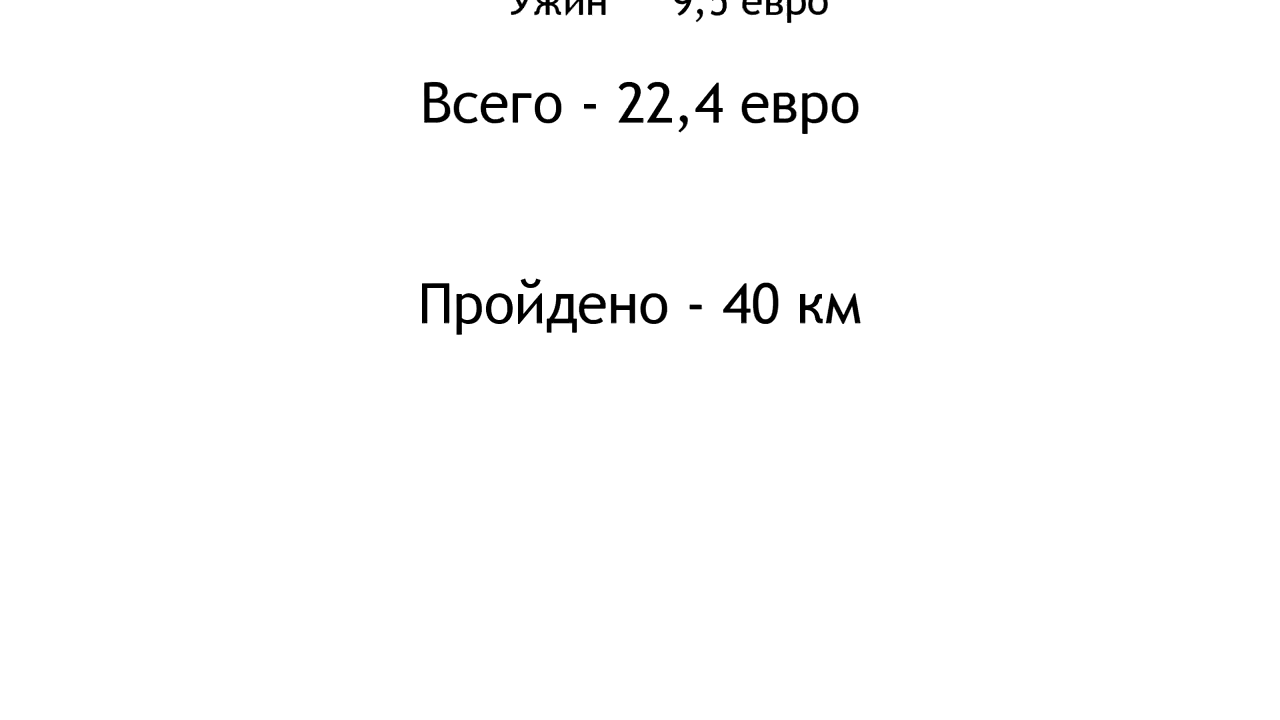 Ужин 9,5 евро
Всего - 22,4 евро
Пройдено - 40 км